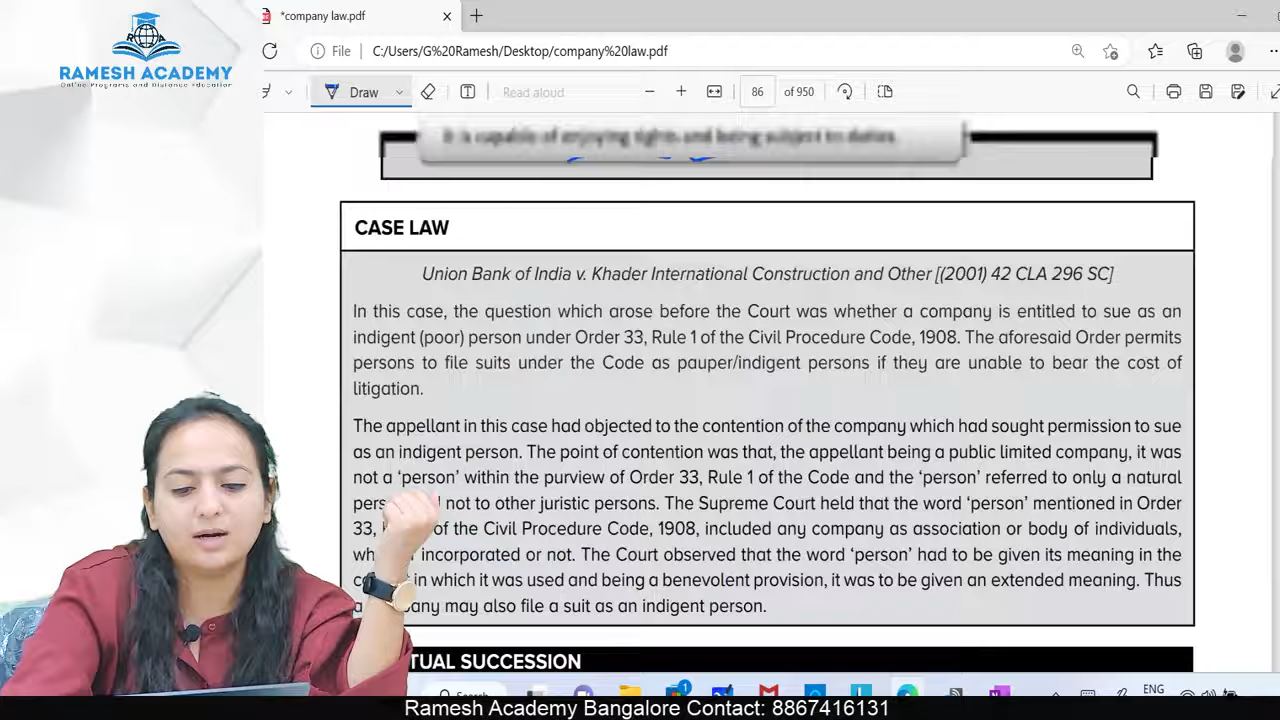 *company law.pdf
RAMESH ACADEMY
Online Programs and Distance Education
File C:/Users/G%20Ramesh/Desktop/company%20law.pdf
Draw Read aloud 86 of 950
It is capable of enjoying rights and being subject to duties.
CASE LAW
Union Bank of India v. Khader International Construction and Other [(2001) 42 CLA 296 SC]
In this case, the question which arose before the Court was whether a company is entitled to sue as an
indigent (poor) person under Order 33, Rule 1 of the Civil Procedure Code, 1908. The aforesaid Order permits
persons to file suits under the Code as pauper/indigent persons if they are unable to bear the cost of
litigation.
The appellant in this case had objected to the contention of the company which had sought permission to sue
as an indigent person. The point of contention was that, the appellant being a public limited company, it was
not a ‘person’ within the purview of Order 33, Rule 1 of the Code and the ‘person’ referred to only a natural
not to other juristic persons. The Supreme Court held that the word ‘person’ mentioned in Order
33, of the Civil Procedure Code, 1908, included any company as association or body of individuals,
incorporated or not. The Court observed that the word ‘person’ had to be given its meaning in the
in which it was used and being a benevolent provision, it was to be given an extended meaning. Thus
may also file a suit as an indigent person.
SUCCESSION
Search
ENG
Ramesh Academy Bangalore Contact: 8867416131